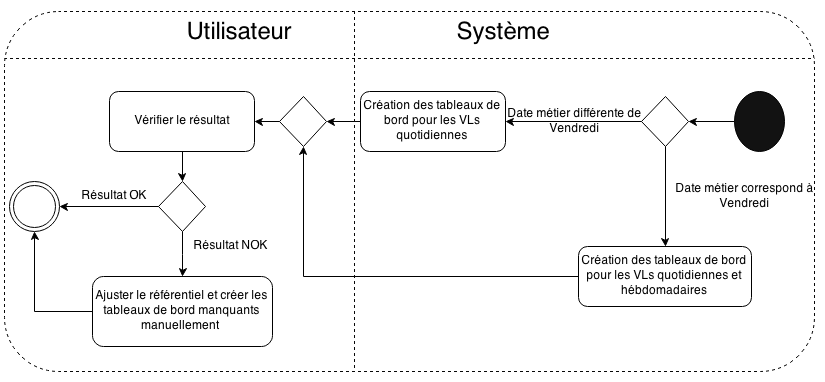 Utilisateur
Système
Vérifier le résultat
Création des tableaux de
bord pour les VLs
quotidiennes
Date métier différente de
Vendredi
Date métier correspond à
Vendredi
Résultat OK
Résultat NOK
Création des tableaux de bord
pour les VLs quotidiennes et
hébdomadaires
Ajuster le référentiel et créer les
tableaux de bord manquants
manuellement